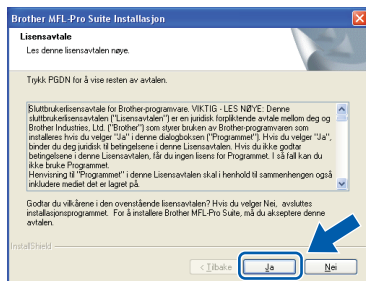 Brother MFL-Pro Suite Installasjon
Lisensavtale
Les denne lisensavtalen nøye.
Trykk PGDN for å vise resten av avtalen.
Sluttbrukerlisensavtale for Brother-programvare. VIKTIG - LES NØYE: Denne
sluttbrukerlisensavtalen ("Lisensavtalen") er en juridisk forpliktende avtale mellom deg og
Brother Industries, Ltd. ("Brother") som styrer bruken av Brother-programvaren som
installeres hvis du velger "Ja" i denne dialogboksen ("Programmet"). Hvis du velger "Ja",
binder du deg juridisk til betingelsene i denne Lisensavtalen. Hvis du ikke godtar
betingelsene i denne Lisensavtalen, får du ingen lisens for Programmet. I så fall kan du
ikke bruke Programmet.
Henvisning til "Programmet" i denne Lisensavtalen skal i henhold til sammenhengen også
inkludere mediet det er lagret på.
Godtar du vilkårene i den ovenstående lisensavtalen? Hvis du velger Nei, avsluttes
installasjonsprogrammet. For å installere Brother MFL-Pro Suite, må du akseptere denne
avtalen.
InstallShield
< Tilbake Ja Nei